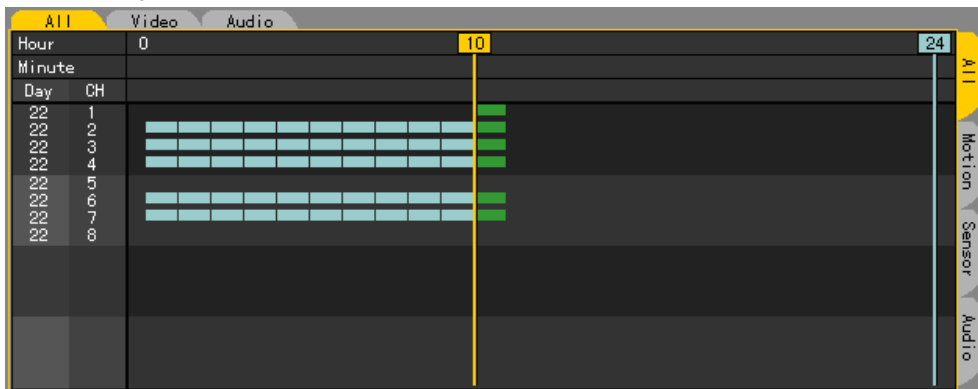 All Video Audio
Hour 0 10 24
Minute
Day CH
22 1
22 2
22 3
22 4
22 5
22 6
22 7
22 8
All
Motion
Sensor
Audio